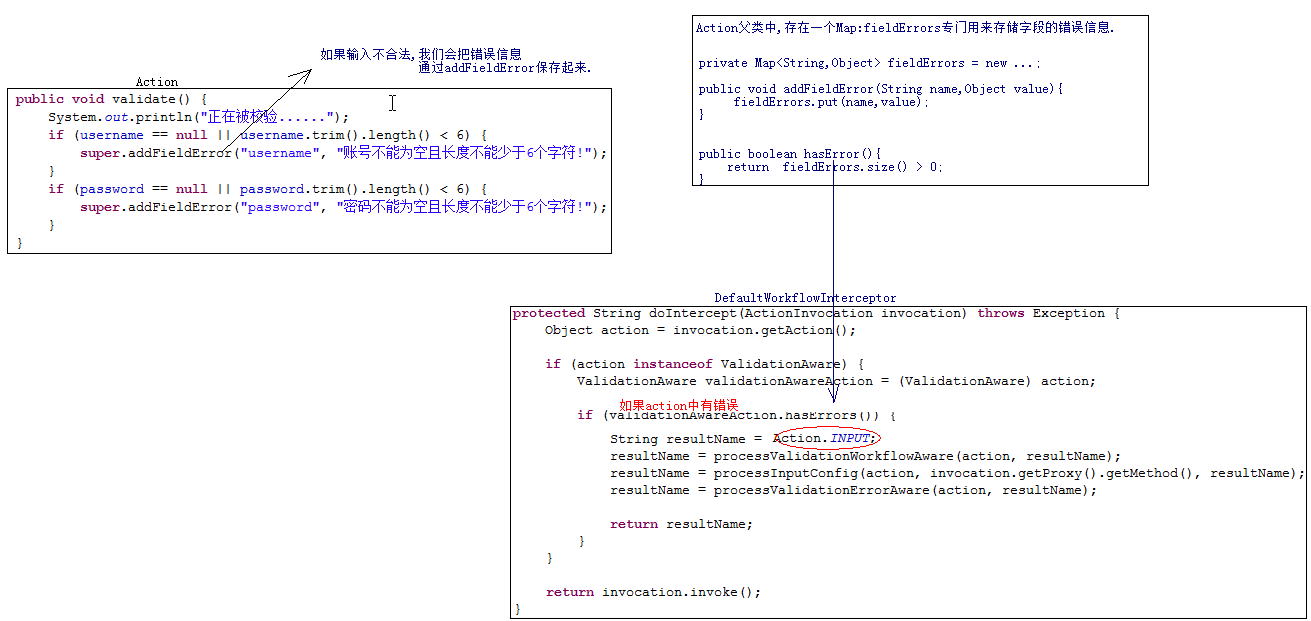 如果输入不合法,我们会把错误信息
通过addFieldError保存起来.
Action
public void validate() {
System.out.println("正在被核验......");
if (username == null || username.trim().length() < 6) {
super.addFieldError("username", "账号不能为空且长度不能少于6个字符!");
}
if (password == null || password.trim().length() < 6) {
super.addFieldError("password", "密码不能为空且长度不能少于6个字符!");
}
}
Action父类中,存在一个Map:fieldErrors专门用来存储字段的错误信息.
private Map<String,Object> fieldErrors = new ...;
public void addFieldError(String name,Object value){
fieldErrors.put(name,value);
}
public boolean hasError(){
return fieldErrors.size() > 0;
}
DefaultWorkflowInterceptor
protected String doIntercept(ActionInvocation invocation) throws Exception {
Object action = invocation.getAction();
if (action instanceof ValidationAware) {
ValidationAware validationAwareAction = (ValidationAware) action;
如果action中有错误
if (validationAwareAction.hasErrors()) {
String resultName = Action.INPUT;
resultName = processValidationWorkflowAware(action, resultName);
resultName = processInputConfig(action, invocation.getProxy().getMethod(), resultName);
resultName = processValidationErrorAware(action, resultName);
return resultName;
}
}
return invocation.invoke();
}